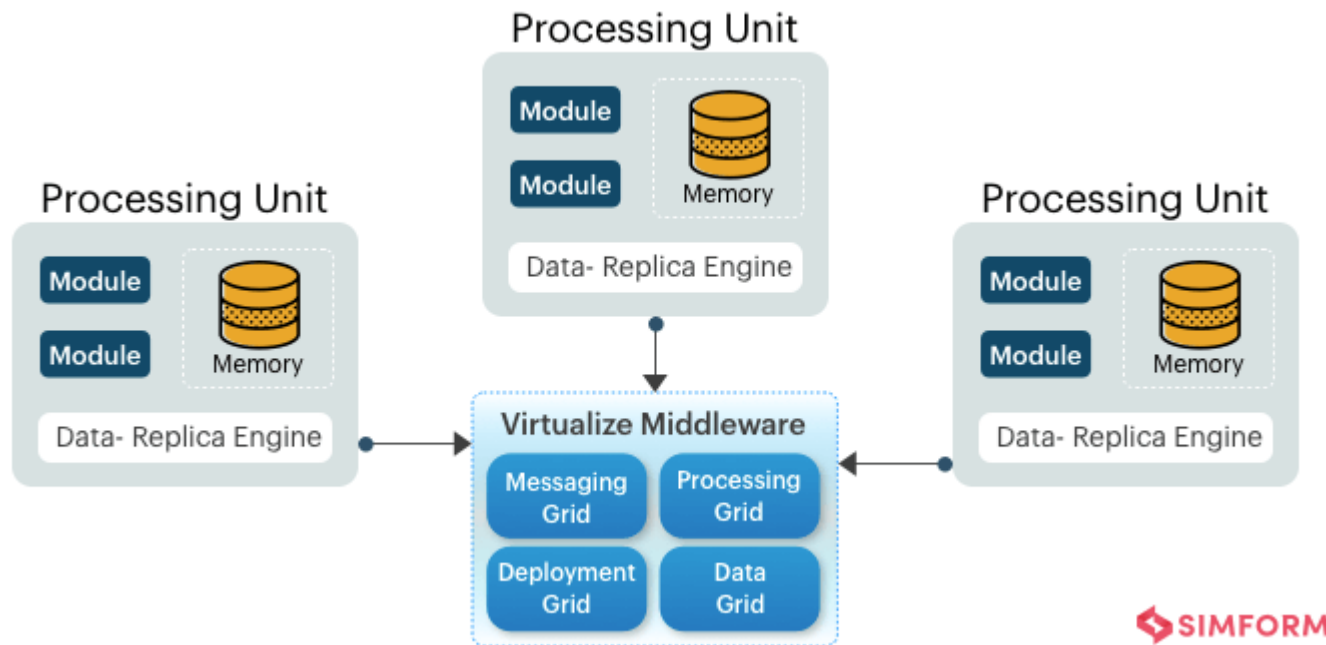 Processing Unit
Module
Module
Memory
Data- Replica Engine
Processing Unit
Module
Module
Memory
Data- Replica Engine
Processing Unit
Module
Module
Memory
Data- Replica Engine
Virtualize Middleware
Messaging
Grid
Processing
Grid
Deployment
Grid
Data
Grid
SIMFORM